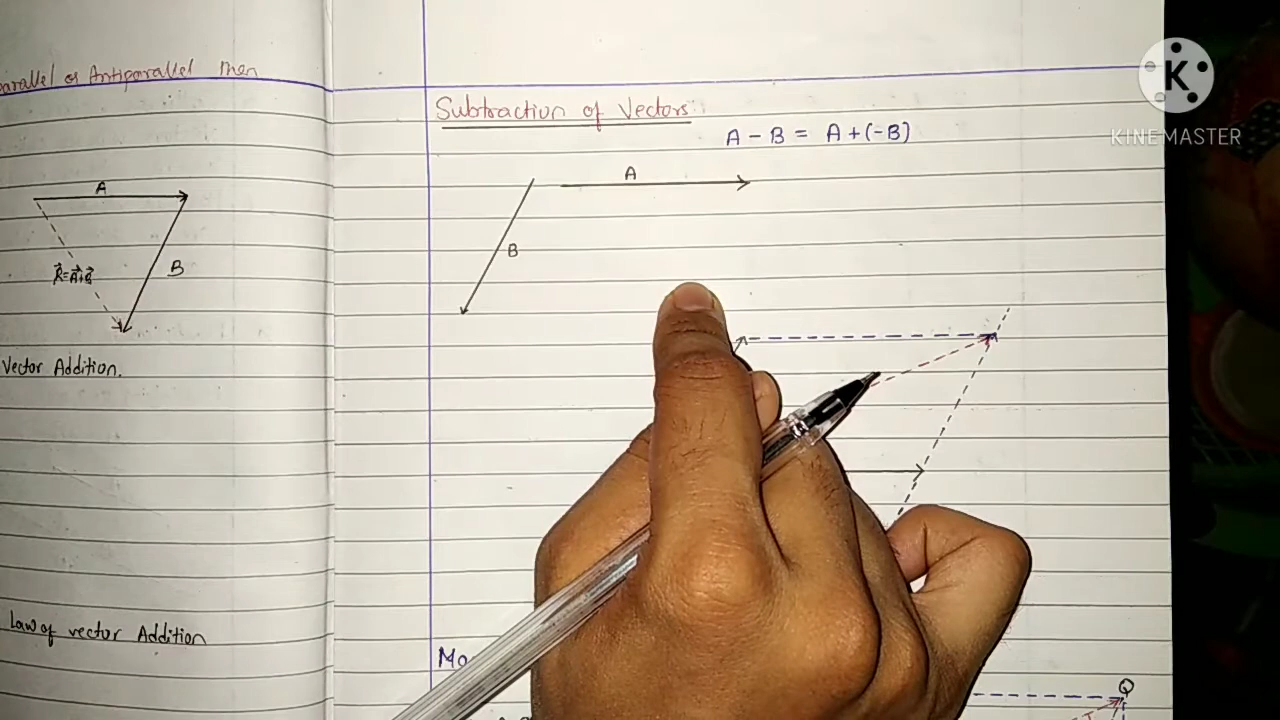 parallel or Antiparallel then
A
B
R=A+B
Vector Addition.
Law of vector Addition
Subtraction of Vectors:
A - B = A + (-B)
A
B
Mo
Q
K
KINEMASTER